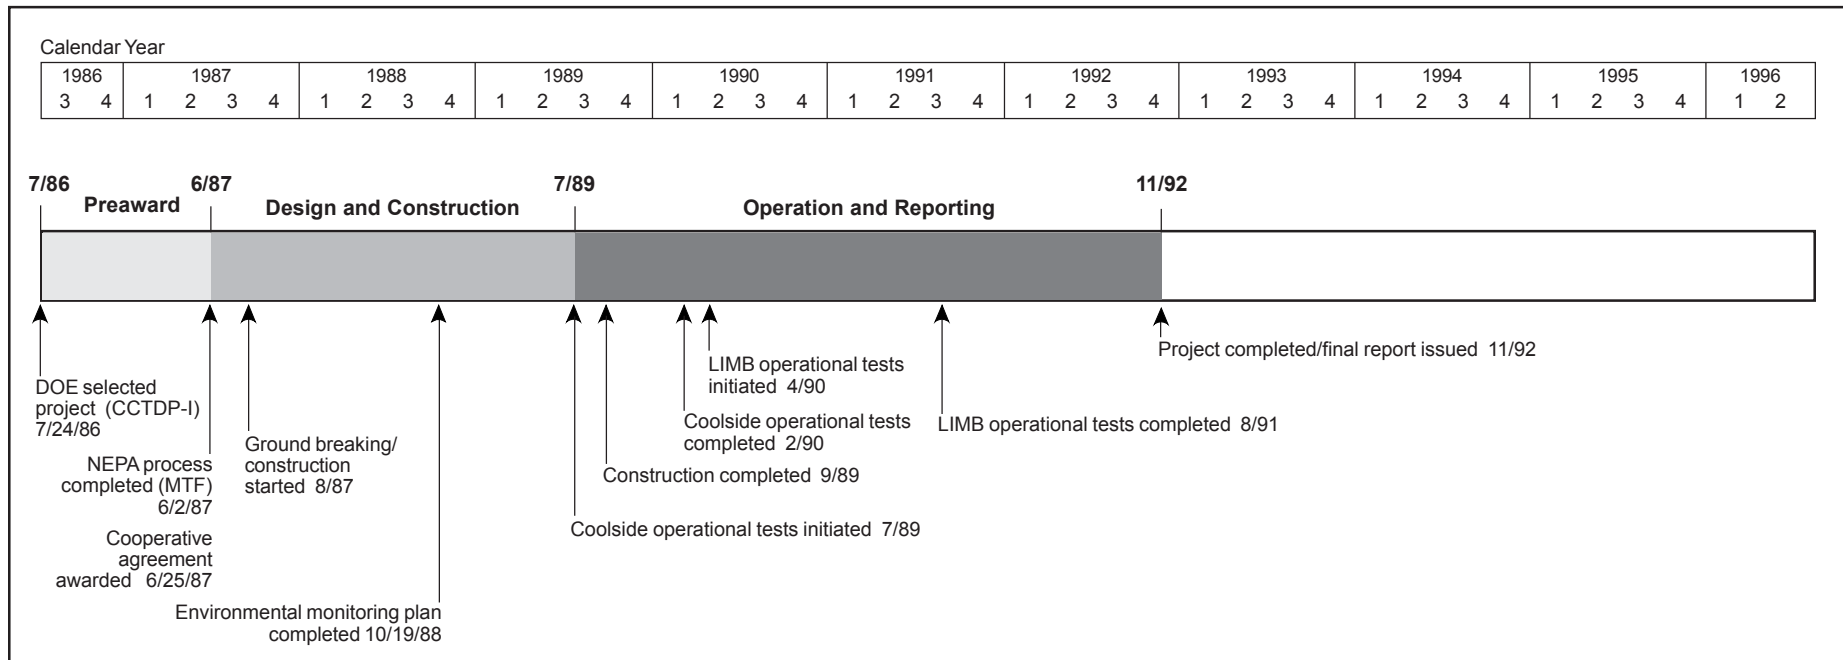 Calendar Year
1986 1987 1988 1989 1990 1991 1992 1993 1994 1995 1996
3 4 1 2 3 4 1 2 3 4 1 2 3 4 1 2 3 4 1 2 3 4 1 2 3 4 1 2 3 4 1 2 3 4 1 2 3 4 1 2
7/86 6/87 7/89 11/92
Preaward Design and Construction Operation and Reporting
DOE selected
project (CCTDP-I)
7/24/86
NEPA process
completed (MTF)
6/2/87
Cooperative
agreement
awarded 6/25/87
Ground breaking/
construction
started 8/87
Environmental monitoring plan
completed 10/19/88
Coolside operational tests initiated 7/89
Construction completed 9/89
Coolside operational tests
completed 2/90
LIMB operational tests
initiated 4/90
LIMB operational tests completed 8/91
Project completed/final report issued 11/92